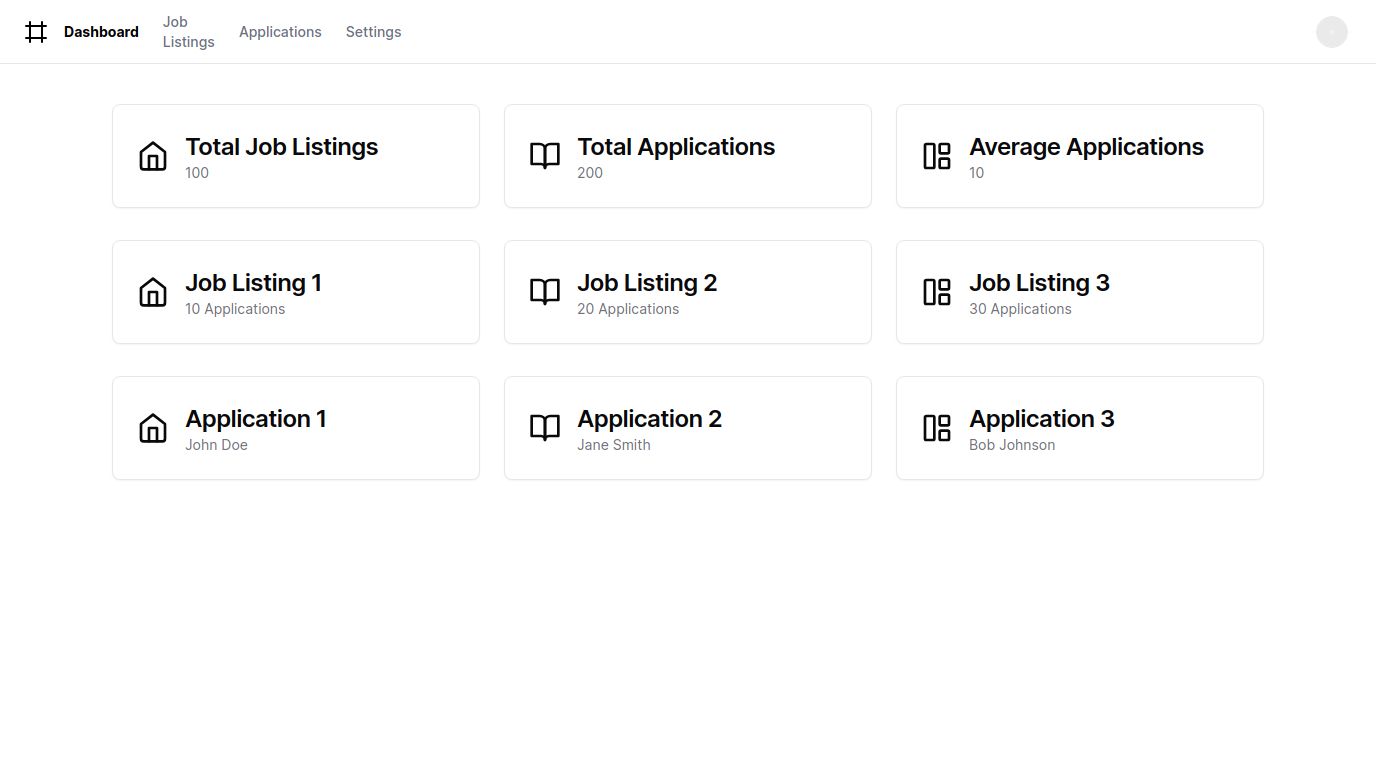 Dashboard
Job
Listings
Applications
Settings
Total Job Listings
100
Total Applications
200
Average Applications
10
Job Listing 1
10 Applications
Job Listing 2
20 Applications
Job Listing 3
30 Applications
Application 1
John Doe
Application 2
Jane Smith
Application 3
Bob Johnson